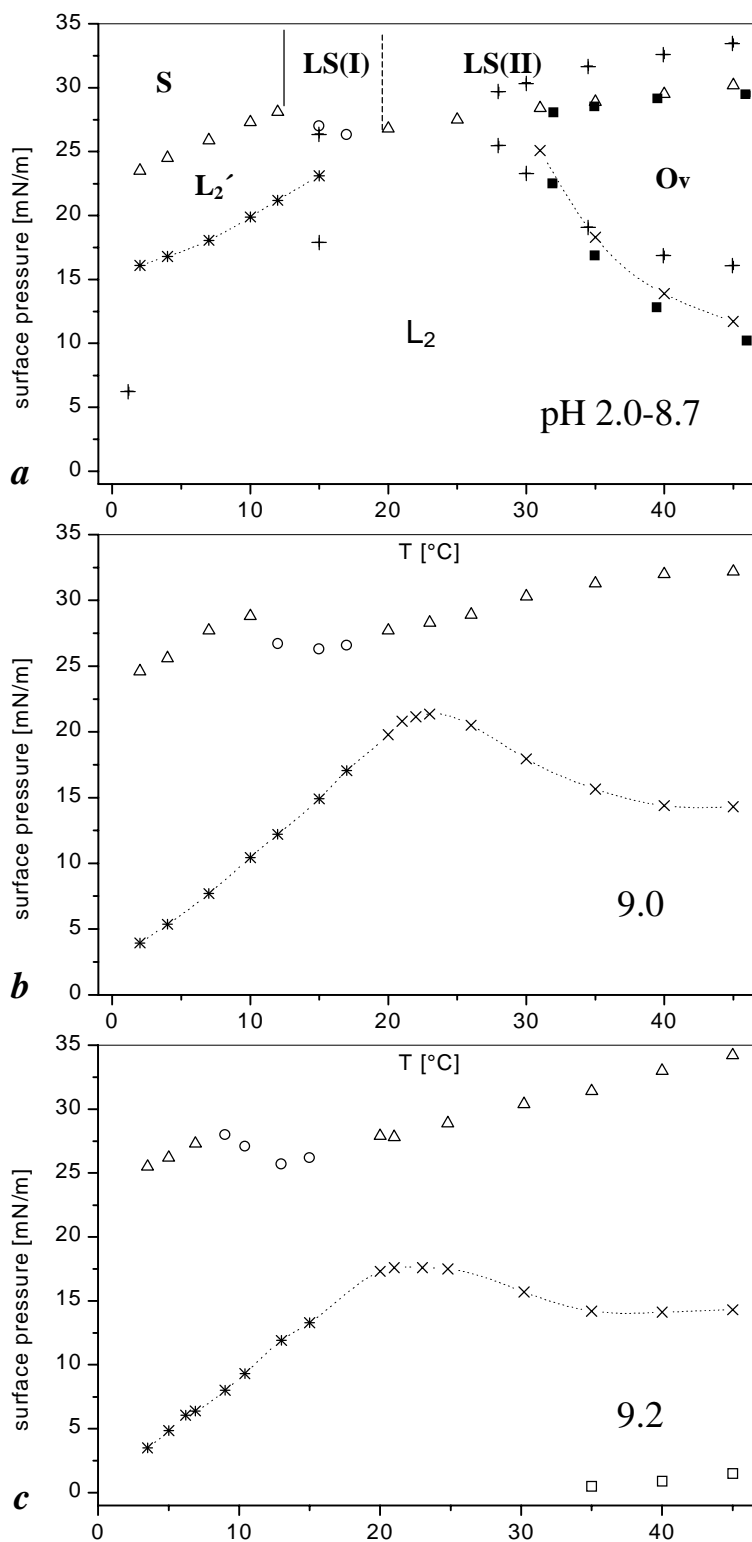 35
30
25
20
15
10
5
0
surface pressure [mN/m]
S
LS(I)
LS(II)
L₂´
Ov
L₂
pH 2.0-8.7
a
0 10 20 30 40
T [°C]
35
30
25
20
15
10
5
0
surface pressure [mN/m]
9.0
b
0 10 20 30 40
T [°C]
35
30
25
20
15
10
5
0
surface pressure [mN/m]
9.2
c
0 10 20 30 40